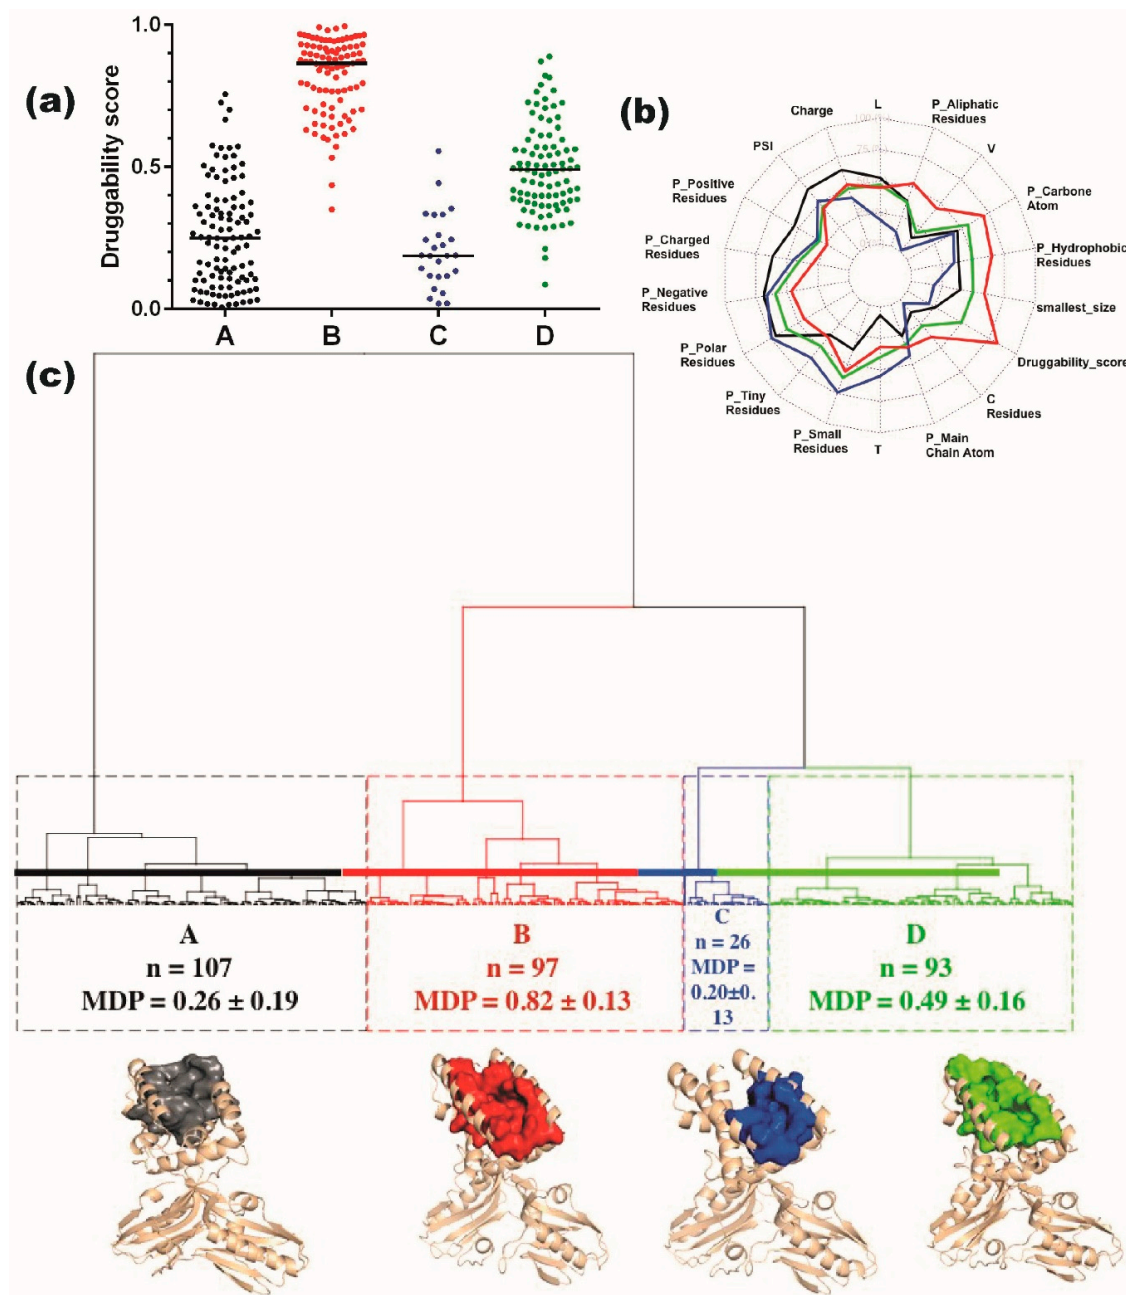 (a)
Druggability score
1.0
0.5
0.0
A
B
C
D
(b)
L
P_Aliphatic
Residues
V
P_Carbone
Atom
P_Hydrophobic
Residues
smallest_size
Druggability_score
C
Residues
P_Main
Chain Atom
T
P_Small
Residues
P_Tiny
Residues
P_Polar
Residues
P_Negative
Residues
P_Charged
Residues
P_Positive
Residues
PSI
Charge
(c)
A
n = 107
MDP = 0.26 ± 0.19
B
n = 97
MDP = 0.82 ± 0.13
C
n = 26
MDP =
0.20±0.
13
D
n = 93
MDP = 0.49 ± 0.16